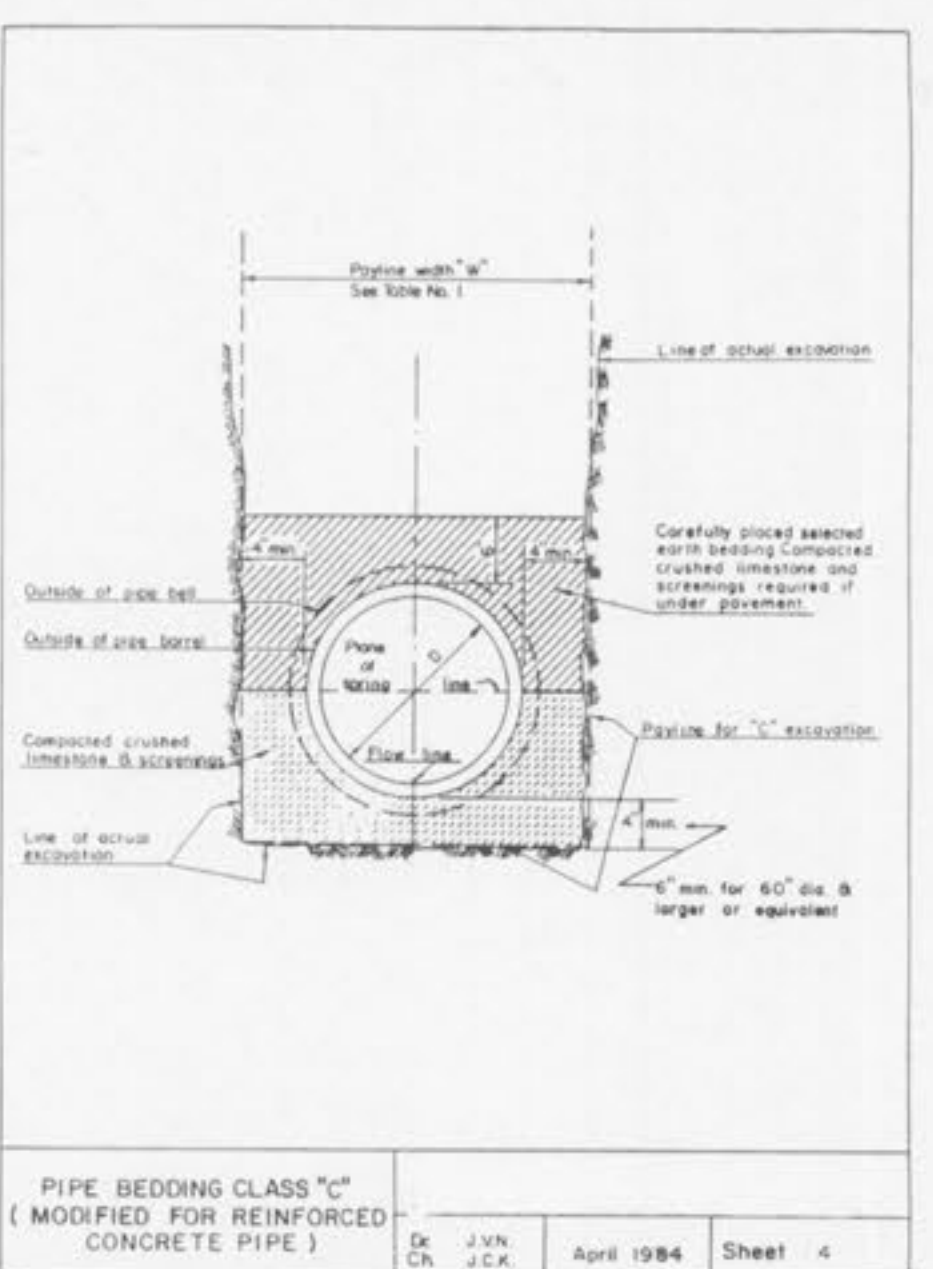 Payline width "W"
See Table No. 1
Line of actual excavation
Carefully placed selected
earth bedding Compacted
crushed limestone and
screenings required if
under pavement.
4" min.
6"
4" min.
Outside of pipe bell
Outside of pipe barrel
Plane
of
spring line
D
Flow line
Compacted crushed
limestone & screenings
Payline for "C" excavation
Line of actual
excavation
4" min.
6" min. for 60" dia. &
larger or equivalent
PIPE BEDDING CLASS "C"
( MODIFIED FOR REINFORCED
CONCRETE PIPE )
J.V.N.
Ch. J.C.K.
April 1984
Sheet 4